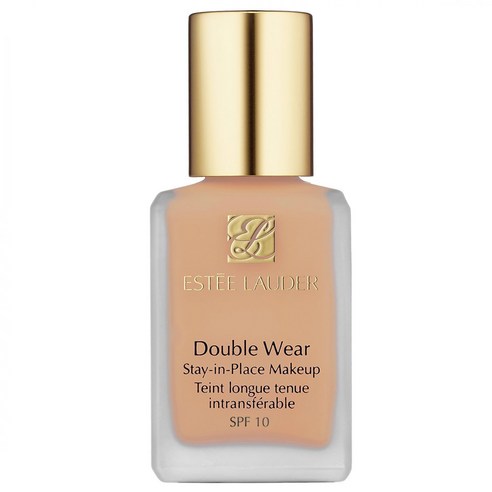 ESTĒE LAUDER
Double Wear
Stay-in-Place Makeup
Teint longue tenue
intransférable
SPF 10